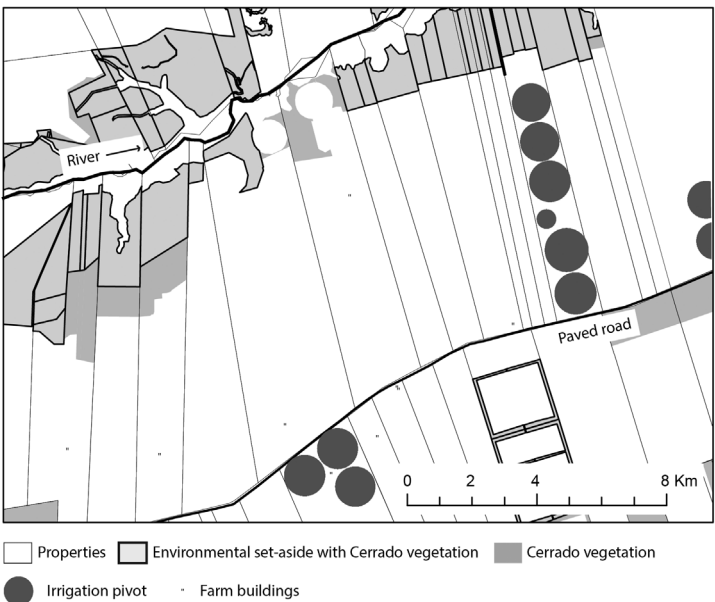 River
Paved road
0 2 4 8 Km
Properties Environmental set-aside with Cerrado vegetation Cerrado vegetation
Irrigation pivot Farm buildings